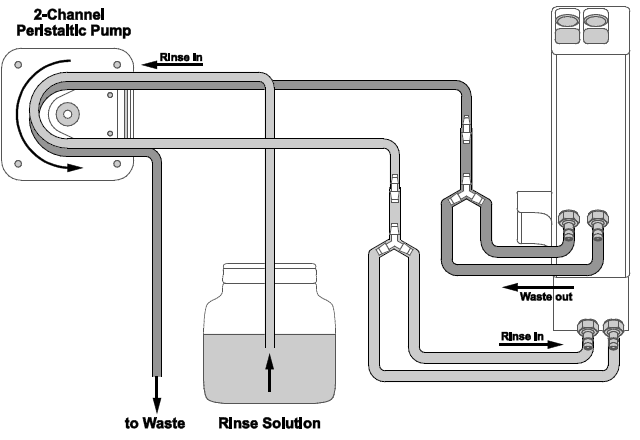 2-Channel
Peristaltic Pump
Rinse In
Waste out
Rinse In
to Waste
Rinse Solution